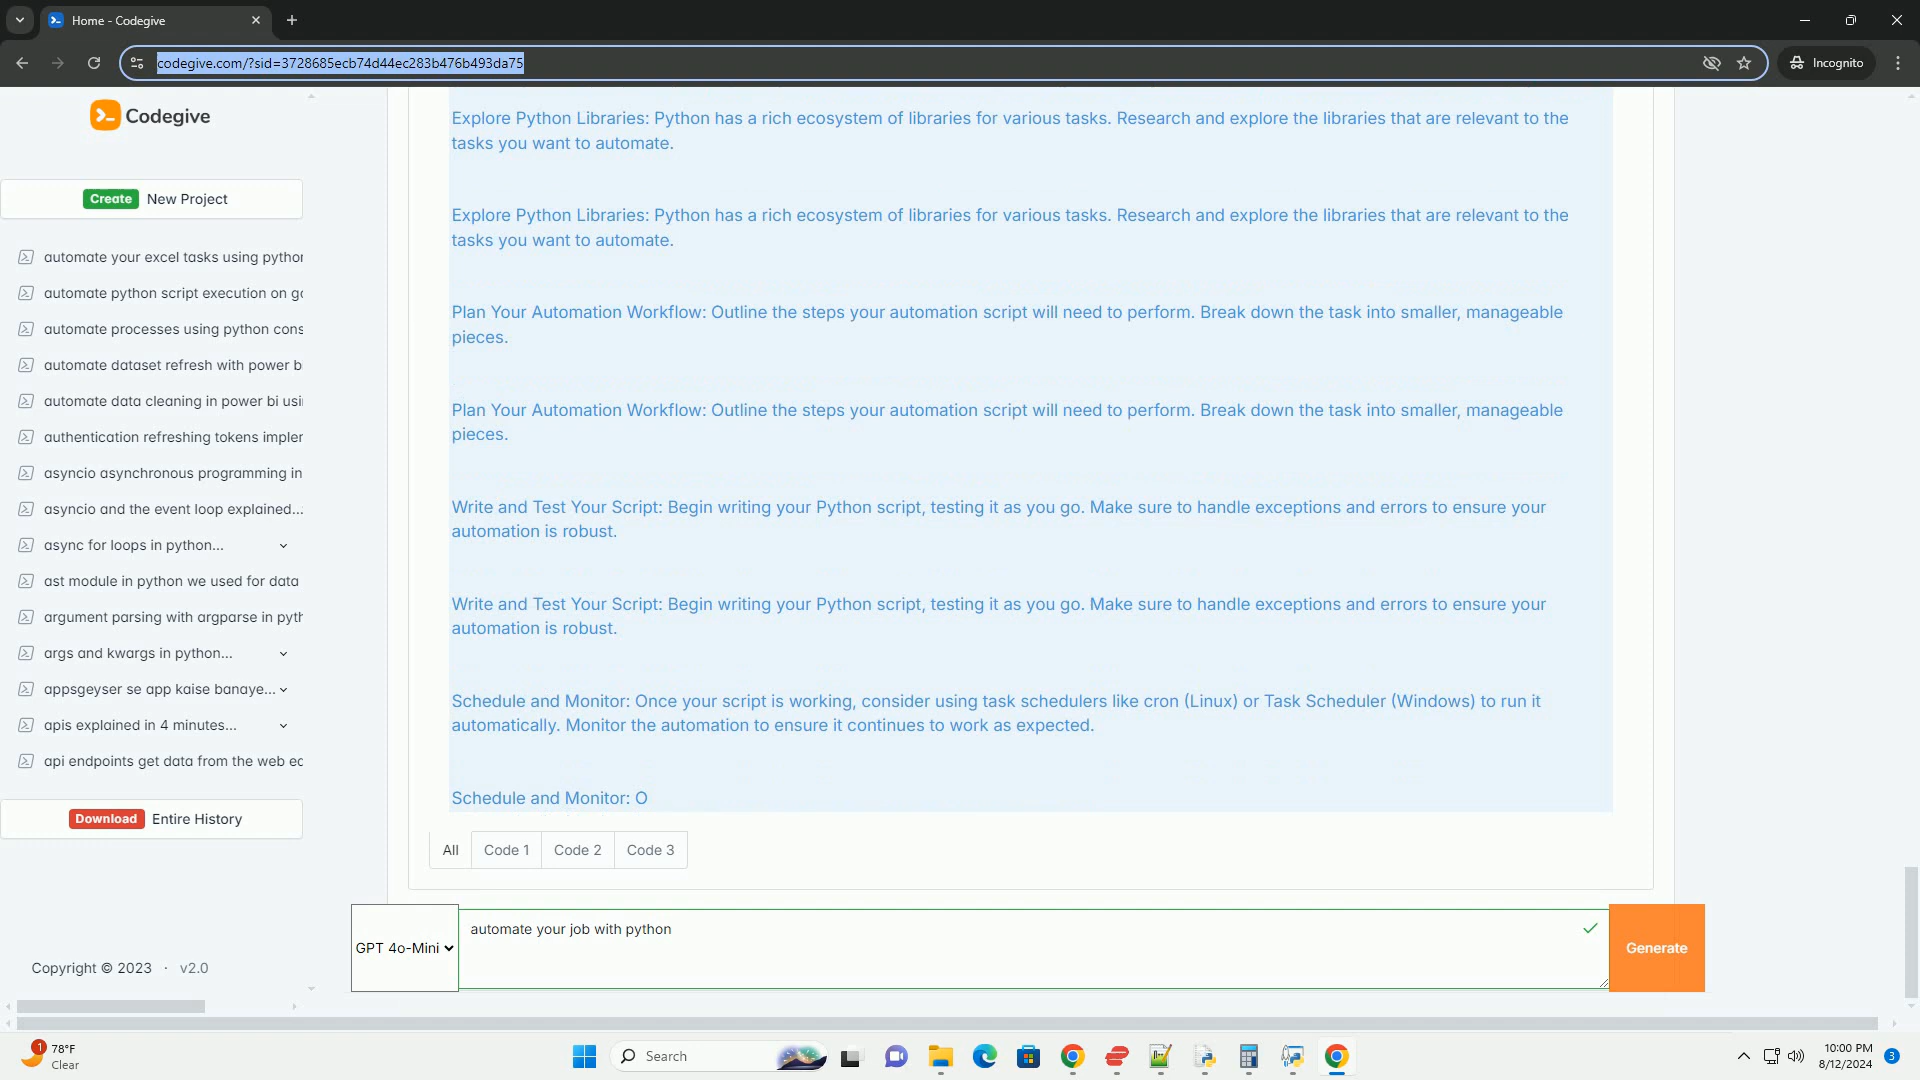 Home - Codegive
codegive.com/?sid=3728685ecb74d44ec283b476b493da75
Incognito
Codegive
Create New Project
automate your excel tasks using python
automate python script execution on go
automate processes using python cons
automate dataset refresh with power b
automate data cleaning in power bi usi
authentication refreshing tokens impler
asyncio asynchronous programming in
asyncio and the event loop explained...
async for loops in python...
ast module in python we used for data
argument parsing with argparse in pyth
args and kwargs in python...
appsgeyser se app kaise banaye...
apis explained in 4 minutes...
api endpoints get data from the web ec
Download Entire History
Copyright © 2023 · v2.0
Explore Python Libraries: Python has a rich ecosystem of libraries for various tasks. Research and explore the libraries that are relevant to the
tasks you want to automate.
Explore Python Libraries: Python has a rich ecosystem of libraries for various tasks. Research and explore the libraries that are relevant to the
tasks you want to automate.
Plan Your Automation Workflow: Outline the steps your automation script will need to perform. Break down the task into smaller, manageable
pieces.
Plan Your Automation Workflow: Outline the steps your automation script will need to perform. Break down the task into smaller, manageable
pieces.
Write and Test Your Script: Begin writing your Python script, testing it as you go. Make sure to handle exceptions and errors to ensure your
automation is robust.
Write and Test Your Script: Begin writing your Python script, testing it as you go. Make sure to handle exceptions and errors to ensure your
automation is robust.
Schedule and Monitor: Once your script is working, consider using task schedulers like cron (Linux) or Task Scheduler (Windows) to run it
automatically. Monitor the automation to ensure it continues to work as expected.
Schedule and Monitor: O
All Code 1 Code 2 Code 3
GPT 4o-Mini
automate your job with python
Generate
1
78°F
Clear
Search
10:00 PM
8/12/2024
3